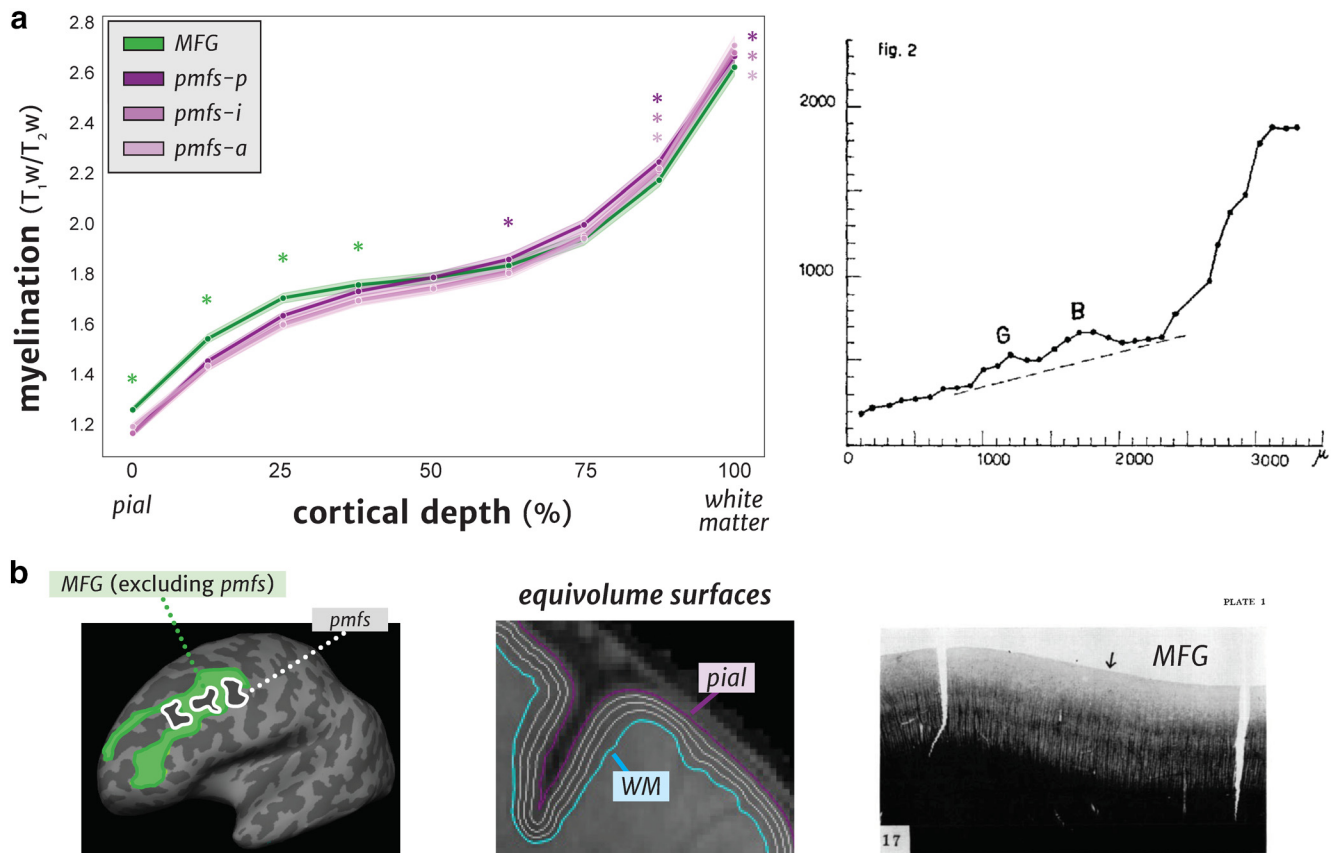 a
2.8
2.6
2.4
2.2
2.0
1.8
1.6
1.4
1.2
myelination (T₁w/T₂w)
MFG
pmfs-p
pmfs-i
pmfs-a
*
*
*
*
*
*
*
*
*
*
*
0
25
50
75
100
pial
cortical depth (%)
white
matter
fig. 2
2000
1000
0
G
B
0
1000
2000
3000
μ
b
MFG (excluding pmfs)
pmfs
equivolume surfaces
pial
WM
PLATE 1
MFG
17